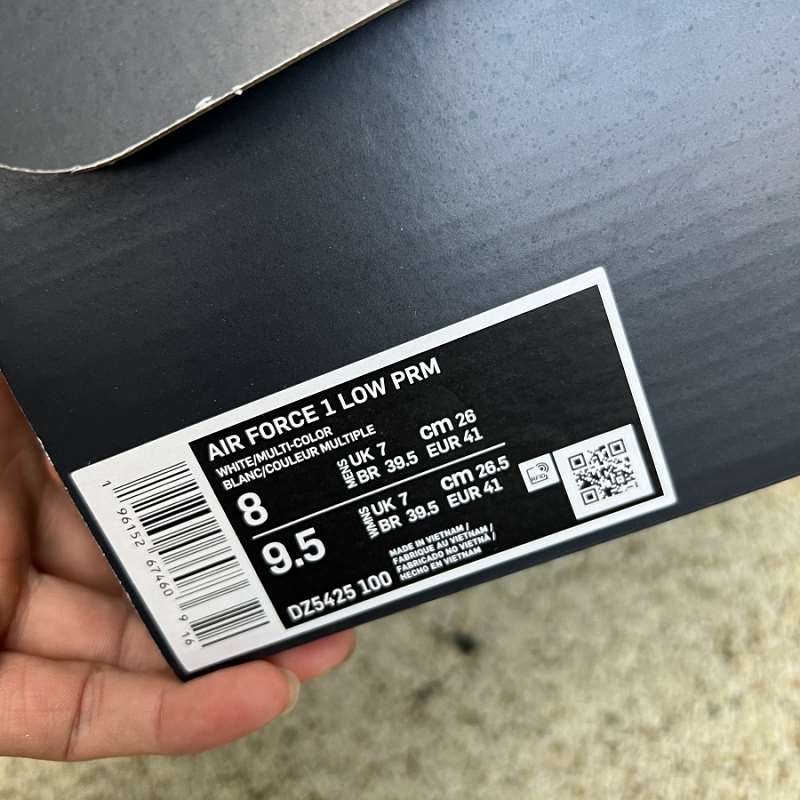 AIR FORCE 1 LOW PRM
WHITE/MULTI-COLOR
BLANC/COULEUR MULTIPLE
8 MENS UK 7 cm 26
BR 39.5 EUR 41
9.5 WMNS UK 7 cm 26.5
BR 39.5 EUR 41
RFID
DZ5425 100
MADE IN VIETNAM /
FABRIQUE AU VIETNAM /
FABRICADO NO VIETNÃ /
HECHO EN VIETNAM
1 96152 67460 9 16